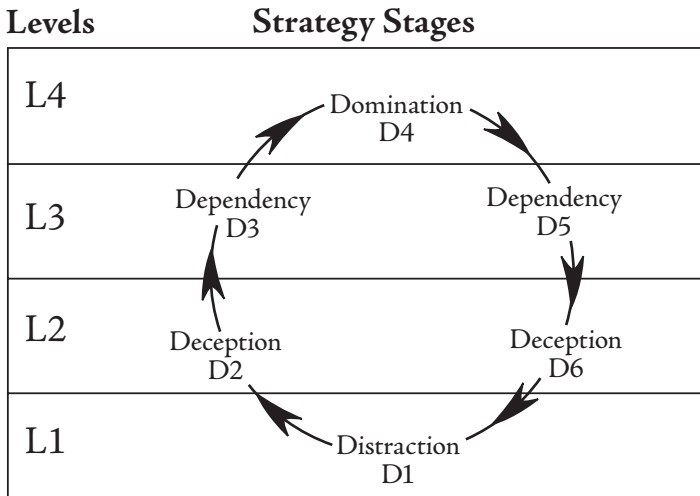 Levels Strategy Stages
L4
Domination
D4
L3
Dependency
D3
Dependency
D5
L2
Deception
D2
Deception
D6
L1
Distraction
D1